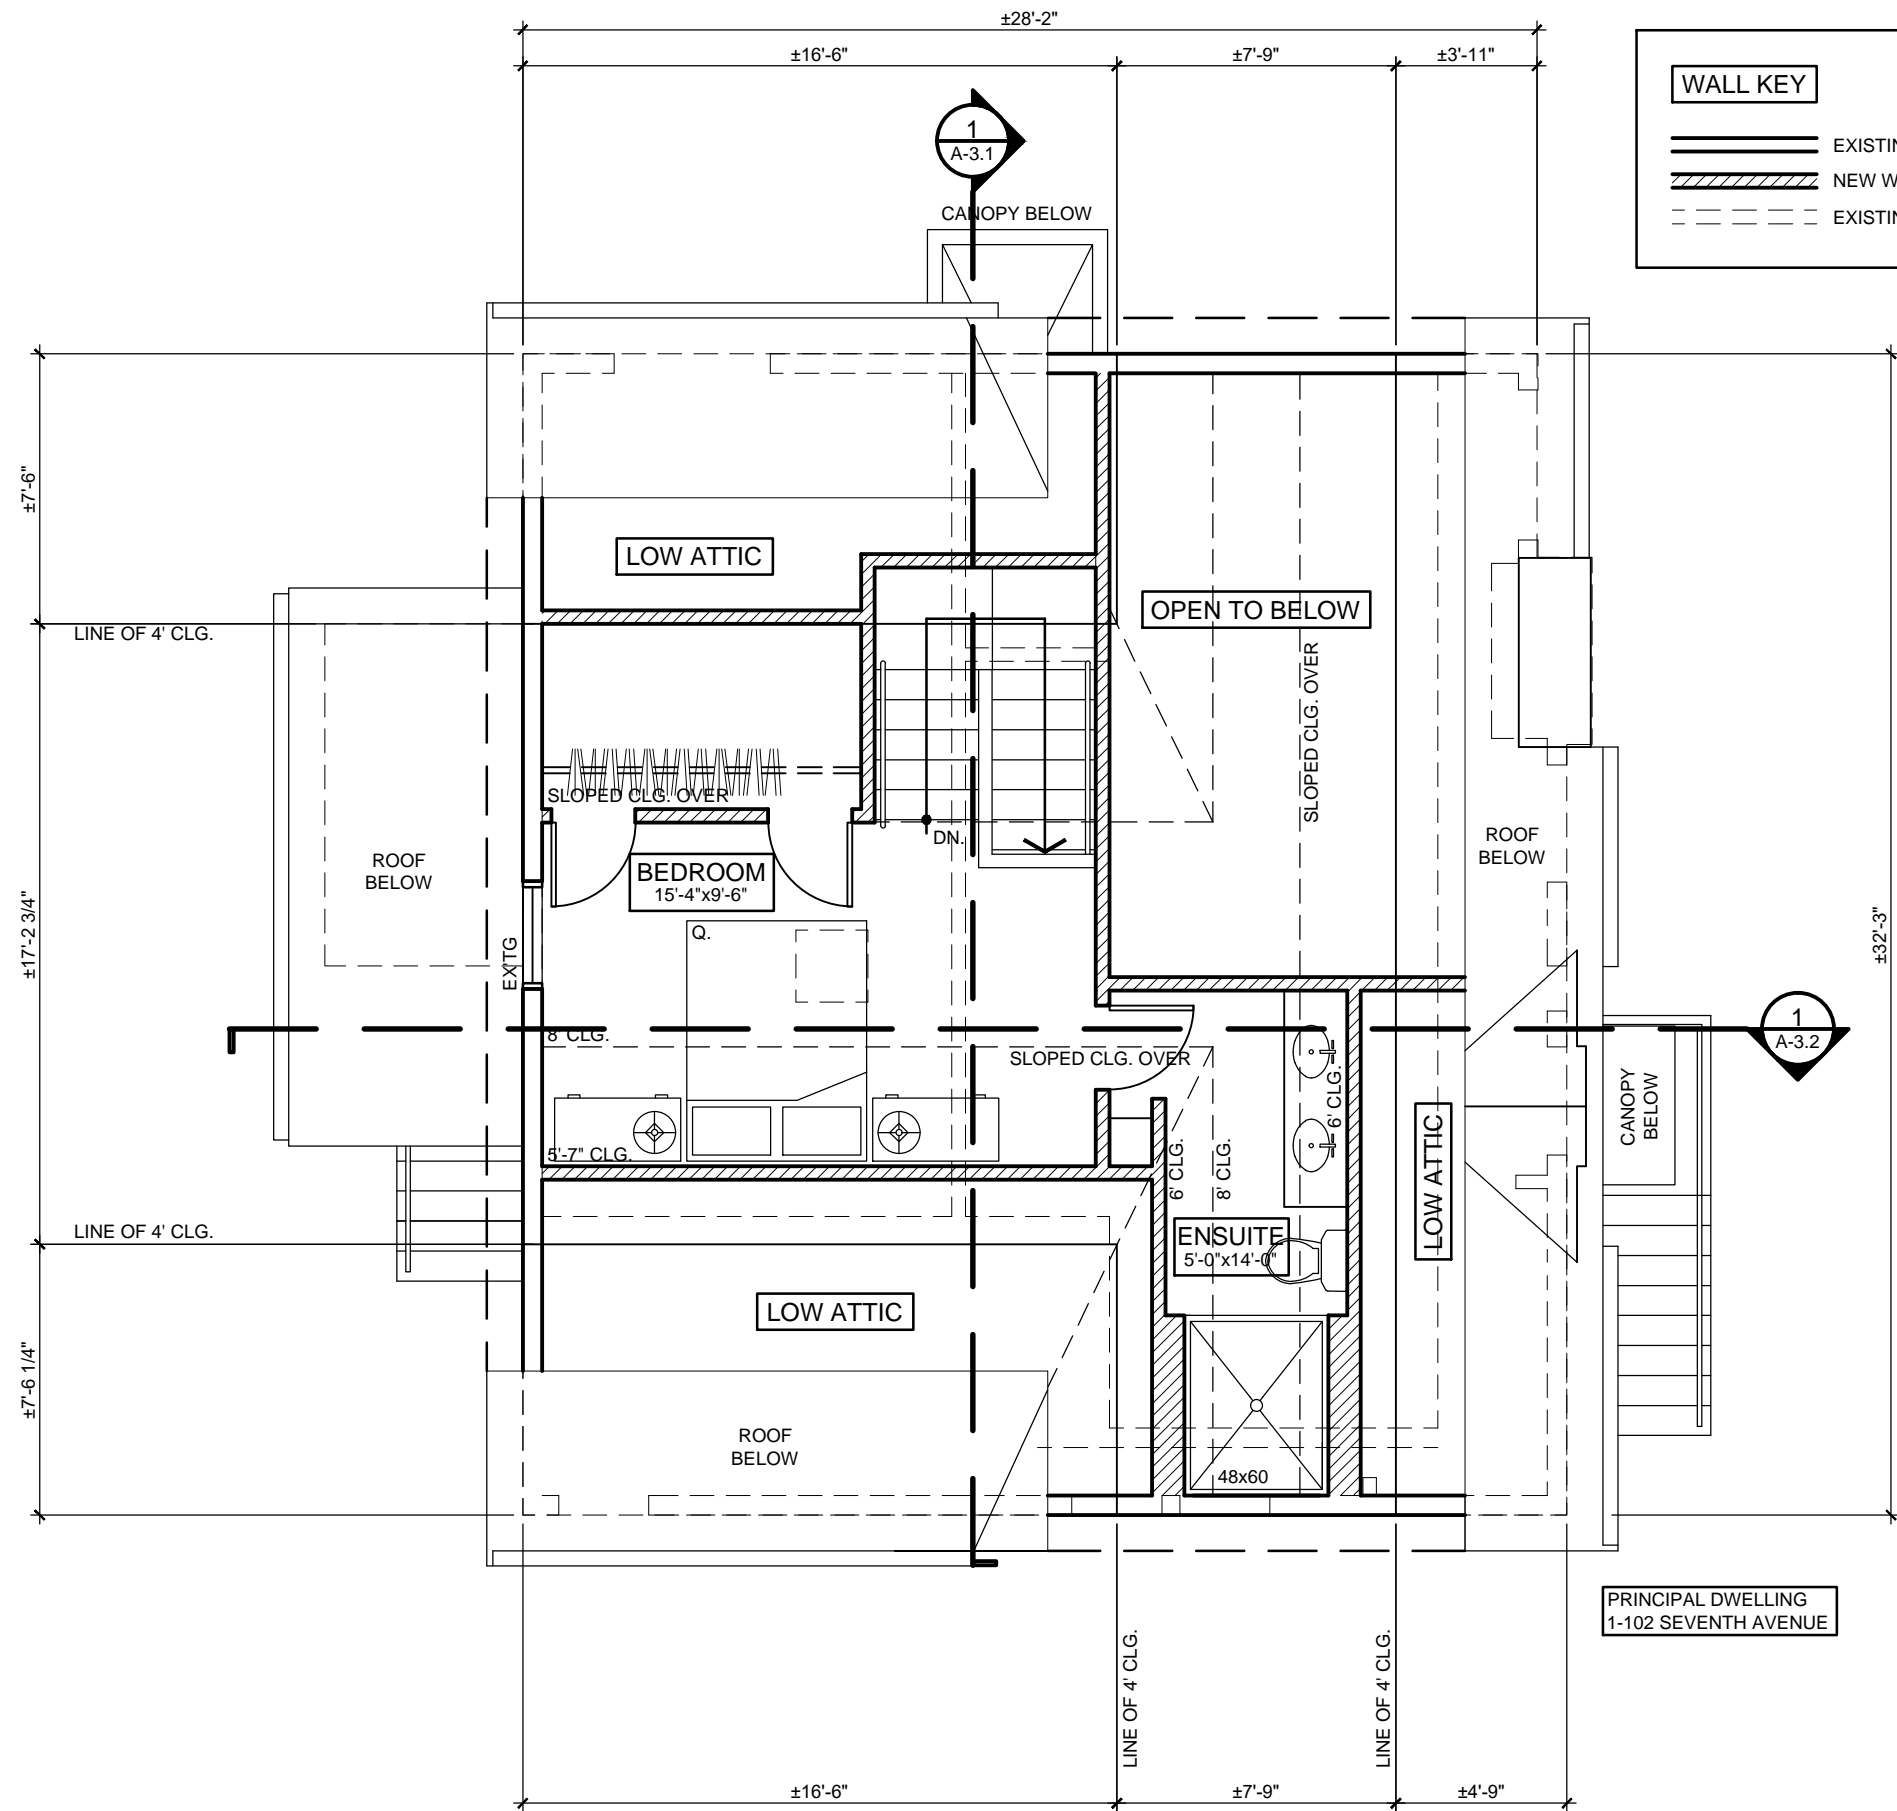 ±28'-2"
±16'-6"
±7'-9"
±3'-11"
WALL KEY
EXISTIN
NEW W
EXISTIN
1
A-3.1
CANOPY BELOW
±7'-6"
LOW ATTIC
OPEN TO BELOW
LINE OF 4' CLG.
SLOPED CLG. OVER
SLOPED CLG. OVER
DN.
ROOF
BELOW
ROOF
BELOW
BEDROOM
15'-4"x9'-6"
±17'-2 3/4"
±32'-3"
Q.
EX'TG
8' CLG.
SLOPED CLG. OVER
1
A-3.2
6' CLG.
CANOPY
BELOW
LOW ATTIC
5'-7" CLG.
6' CLG.
8' CLG.
LINE OF 4' CLG.
ENSUITE
5'-0"x14'-0"
LOW ATTIC
±7'-6 1/4"
ROOF
BELOW
48x60
PRINCIPAL DWELLING
1-102 SEVENTH AVENUE
LINE OF 4' CLG.
LINE OF 4' CLG.
±16'-6"
±7'-9"
±4'-9"